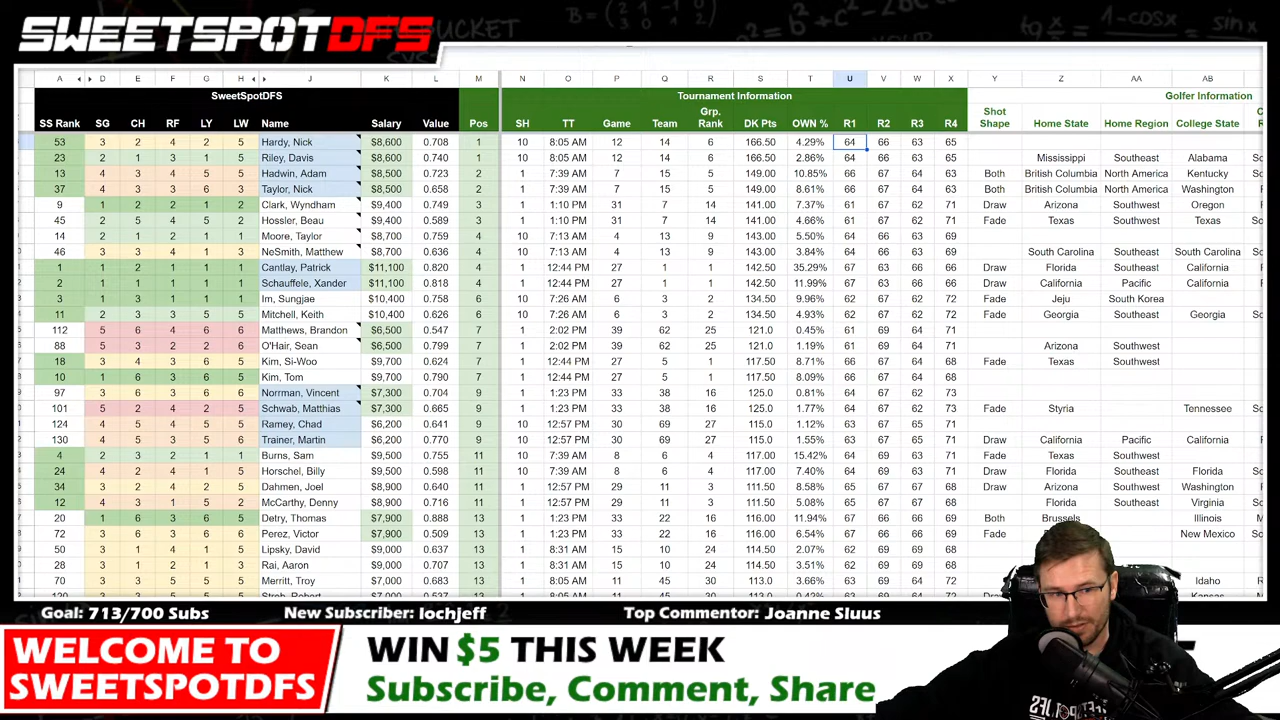 SWEETSPOTDFS
A D E F G H J K L M N O P Q R S T U V W X Y Z AA AB
SweetSpotDFS Tournament Information Golfer Information
SS Rank SG CH RF LY LW Name Salary Value Pos SH TT Game Team Grp. Rank DK Pts OWN % R1 R2 R3 R4 Shot Shape Home State Home Region College State
53 3 2 4 2 5 Hardy, Nick $8,600 0.708 1 10 8:05 AM 12 14 6 166.50 4.29% 64 66 63 65
23 2 1 3 1 5 Riley, Davis $8,600 0.740 1 10 8:05 AM 12 14 6 166.50 2.86% 64 66 63 65 Mississippi Southeast Alabama
13 4 3 4 5 5 Hadwin, Adam $8,500 0.723 2 1 7:39 AM 7 15 5 149.00 10.85% 66 67 64 63 Both British Columbia North America Kentucky
37 4 3 3 6 3 Taylor, Nick $8,500 0.658 2 1 7:39 AM 7 15 5 149.00 8.61% 66 67 64 63 Both British Columbia North America Washington
9 1 2 2 1 2 Clark, Wyndham $9,400 0.749 3 1 1:10 PM 31 7 14 141.00 7.37% 61 67 63 69 Draw Arizona Southwest Oregon
45 2 2 4 5 2 Hossler, Beau $9,400 0.589 3 1 1:10 PM 31 7 14 141.00 4.66% 61 67 63 69 Fade Texas Southwest Texas
14 2 1 2 4 1 Moore, Taylor $8,700 0.759 4 10 7:13 AM 4 13 9 143.00 5.50% 64 66 63 69
46 3 4 4 1 3 NeSmith, Matthew $8,700 0.636 4 10 7:13 AM 4 13 9 143.00 3.84% 64 66 63 69 South Carolina Southeast South Carolina
1 1 2 1 1 1 Cantlay, Patrick $11,100 0.820 4 1 12:44 PM 27 1 1 142.50 35.29% 67 63 66 66 Draw Florida Southeast California
2 1 1 1 1 1 Schauffele, Xander $11,100 0.818 4 1 12:44 PM 27 1 1 142.50 11.99% 67 63 66 66 Draw California Pacific California
3 1 1 1 1 1 Im, Sungjae $10,400 0.758 6 1 7:26 AM 6 3 2 134.50 9.96% 62 67 62 72 Fade Jeju South Korea
11 2 3 3 5 5 Mitchell, Keith $10,400 0.626 6 1 7:26 AM 6 3 2 134.50 4.93% 62 67 62 72 Fade Georgia Southeast Georgia
112 5 6 4 6 6 Matthews, Brandon $6,500 0.547 7 1 2:02 PM 39 62 25 121.0 0.45% 61 69 64 71
88 5 3 2 2 6 O'Hair, Sean $6,500 0.799 7 1 2:02 PM 39 62 25 121.0 1.19% 61 69 64 71 Arizona Southwest
18 3 4 3 6 5 Kim, Si-Woo $9,700 0.624 7 1 12:44 PM 27 5 1 117.50 8.71% 66 67 64 68 Fade Texas Southwest
10 1 6 3 6 6 Kim, Tom $9,700 0.790 7 1 12:44 PM 27 5 1 117.50 8.09% 66 67 64 68
97 3 6 3 6 6 Norrman, Vincent $7,300 0.704 9 1 1:23 PM 33 38 16 125.0 0.81% 64 67 62 73
101 5 2 4 2 5 Schwab, Matthias $7,300 0.665 9 1 1:23 PM 33 38 16 125.0 1.77% 64 67 62 73 Fade Styria Tennessee
124 4 5 4 5 5 Ramey, Chad $6,200 0.641 9 10 12:57 PM 30 69 27 115.0 1.12% 63 67 65 71
130 4 5 3 5 6 Trainer, Martin $6,200 0.770 9 10 12:57 PM 30 69 27 115.0 1.55% 63 67 65 71 Draw California Pacific California
4 2 3 2 1 1 Burns, Sam $9,500 0.755 11 10 7:39 AM 8 6 4 117.00 15.42% 64 67 63 71 Fade Texas Southwest
24 4 2 4 1 5 Horschel, Billy $9,500 0.598 11 10 7:39 AM 8 6 4 117.00 7.40% 64 67 63 71 Draw Florida Southeast Florida
34 2 4 3 5 6 Dahmen, Joel $8,900 0.640 11 10 12:57 PM 29 11 3 111.50 8.58% 65 67 62 71 Draw Arizona Southwest Washington
12 4 3 1 5 2 McCarthy, Denny $8,900 0.716 11 10 12:57 PM 29 11 3 111.50 5.08% 65 67 62 71 Florida Southeast Virginia
20 1 6 3 6 5 Detry, Thomas $7,900 0.888 13 1 1:23 PM 33 22 16 116.00 11.94% 67 64 66 69 Both Brussels Illinois
72 3 6 3 6 6 Perez, Victor $7,900 0.509 13 1 1:23 PM 33 22 16 116.00 6.54% 67 64 66 69 Fade New Mexico
50 3 1 4 1 5 Lipsky, David $9,000 0.637 13 1 8:31 AM 15 10 24 114.50 2.07% 62 69 67 68
28 3 1 2 1 3 Rai, Aaron $9,000 0.707 13 1 8:31 AM 15 10 24 114.50 3.51% 62 69 67 68
70 3 3 5 5 5 Merritt, Troy $7,000 0.683 13 1 8:05 AM 11 45 30 113.0 3.66% 63 69 65 69 Idaho
Goal: 713/700 Subs New Subscriber: lochjeff Top Commentor: Joanne Sluus
WELCOME TO
SWEETSPOTDFS
WIN $5 THIS WEEK
Subscribe, Comment, Share